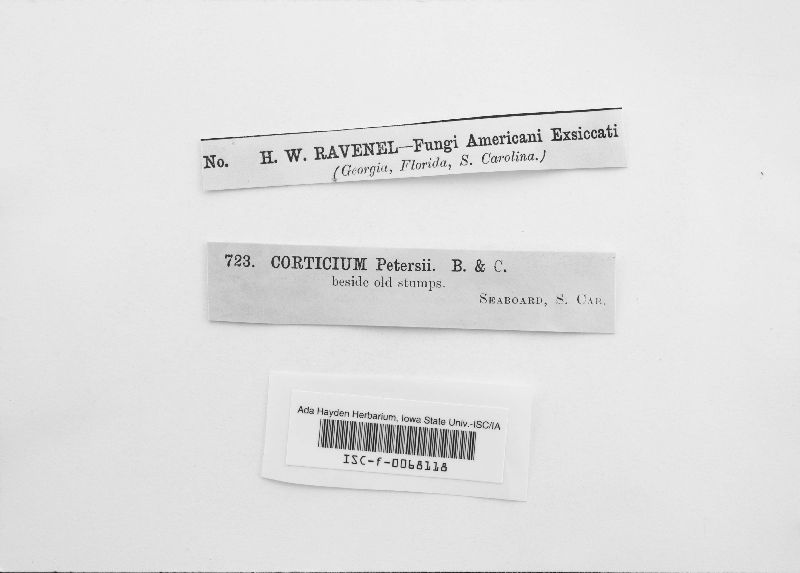 No. H. W. RAVENEL—Fungi Americani Exsiccati
(Georgia, Florida, S. Carolina.)
723. CORTICIUM Petersii. B. & C.
beside old stumps.
SEABOARD, S. CAR.
Ada Hayden Herbarium, Iowa State Univ.-ISC/IA
ISC-f-0068118